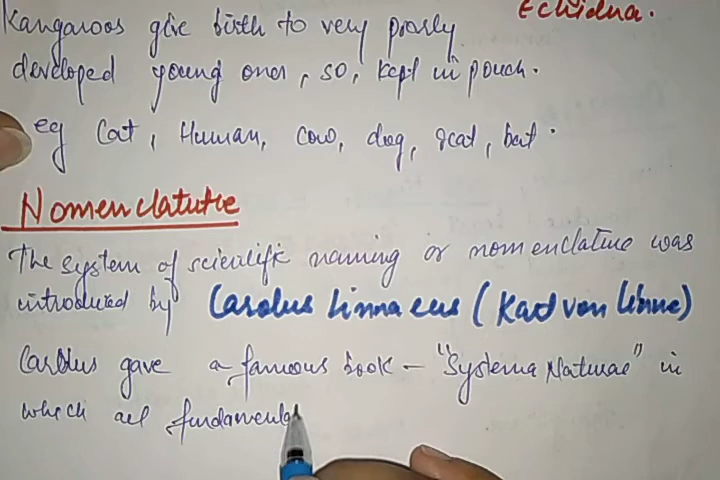 Echidna.
Kangaroos give birth to very poorly
developed young ones, so, kept in pouch.
eg Cat, Human, cow, dog, goat, bat.
Nomenclature
The system of scientific naming or nomenclature was
introduced by Carolus Linnaeus (Karl von Linne)
Carolus gave a famous book - "Systema Naturae" in
which all fundamenta